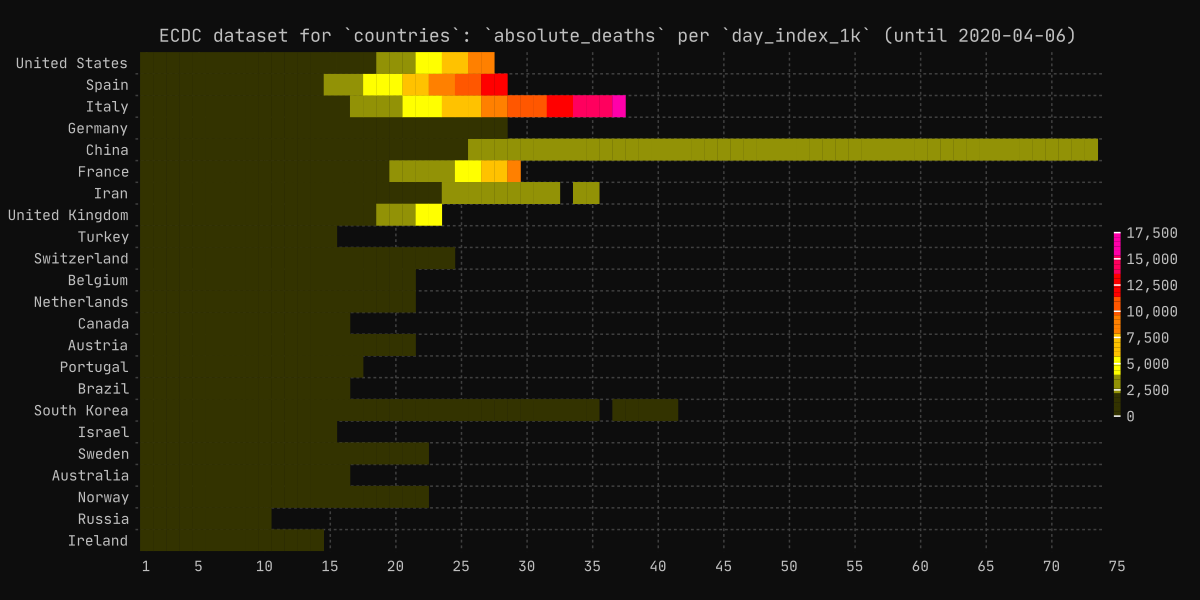 ECDC dataset for `countries`: `absolute_deaths` per `day_index_1k` (until 2020-04-06)
United States
Spain
Italy
Germany
China
France
Iran
United Kingdom
Turkey
Switzerland
Belgium
Netherlands
Canada
Austria
Portugal
Brazil
South Korea
Israel
Sweden
Australia
Norway
Russia
Ireland
1 5 10 15 20 25 30 35 40 45 50 55 60 65 70 75
17,500
15,000
12,500
10,000
7,500
5,000
2,500
0